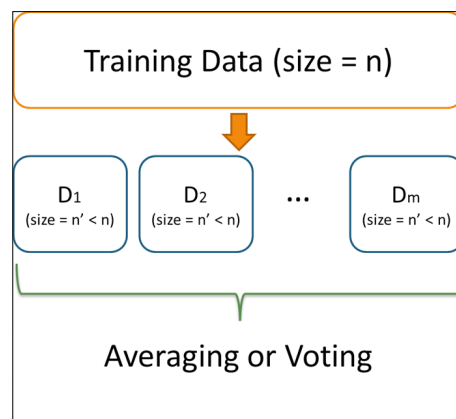 Training Data (size = n)
D1 D2 ... Dm
(size = n' < n) (size = n' < n) (size = n' < n)
Averaging or Voting